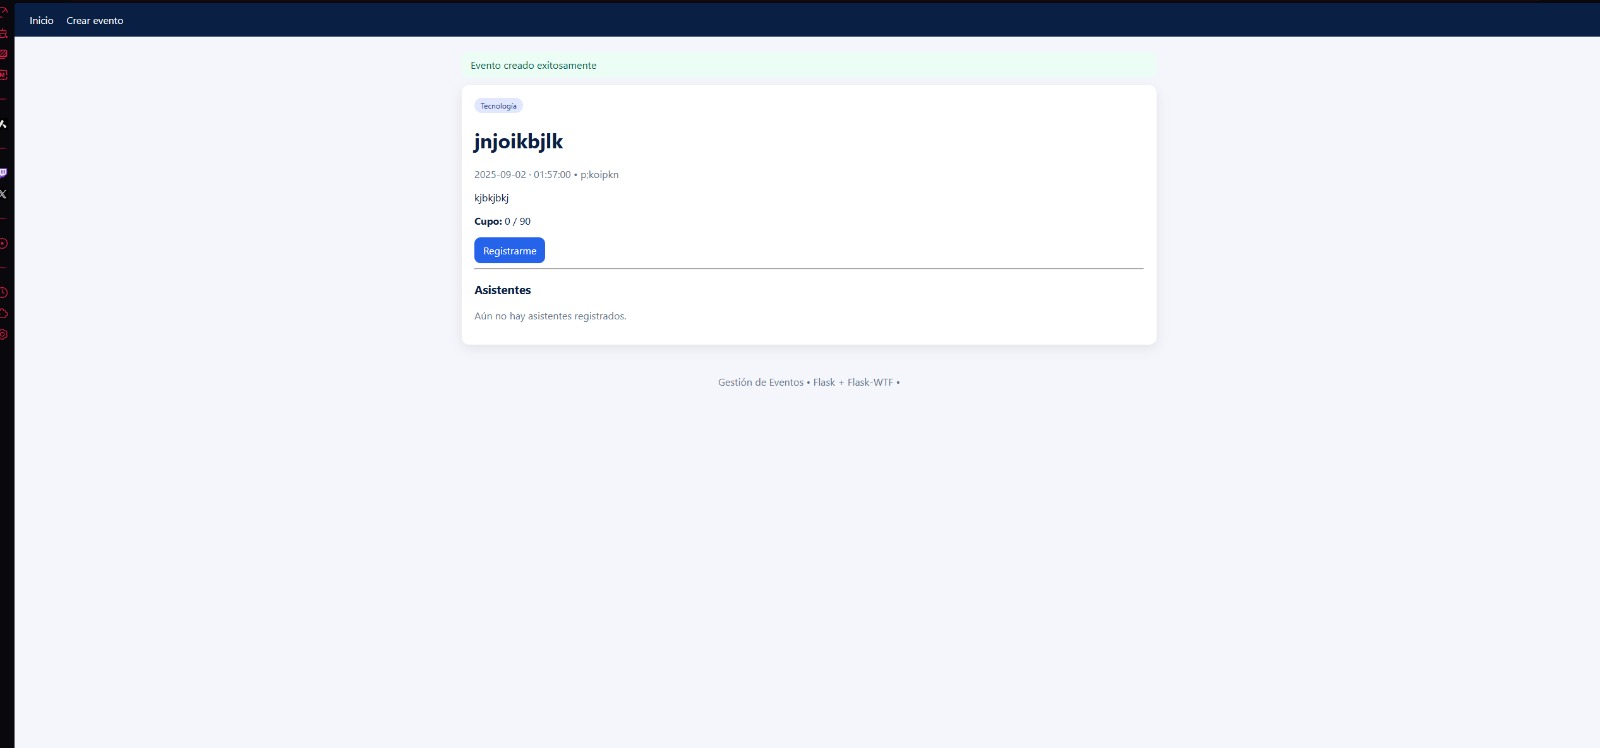 Inicio Crear evento
Evento creado exitosamente
Tecnología
jnjoikbjlk
2025-09-02 · 01:57:00 • p;koipkn
kjbkjbkj
Cupo: 0 / 90
Registrarme
Asistentes
Aún no hay asistentes registrados.
Gestión de Eventos • Flask + Flask-WTF •